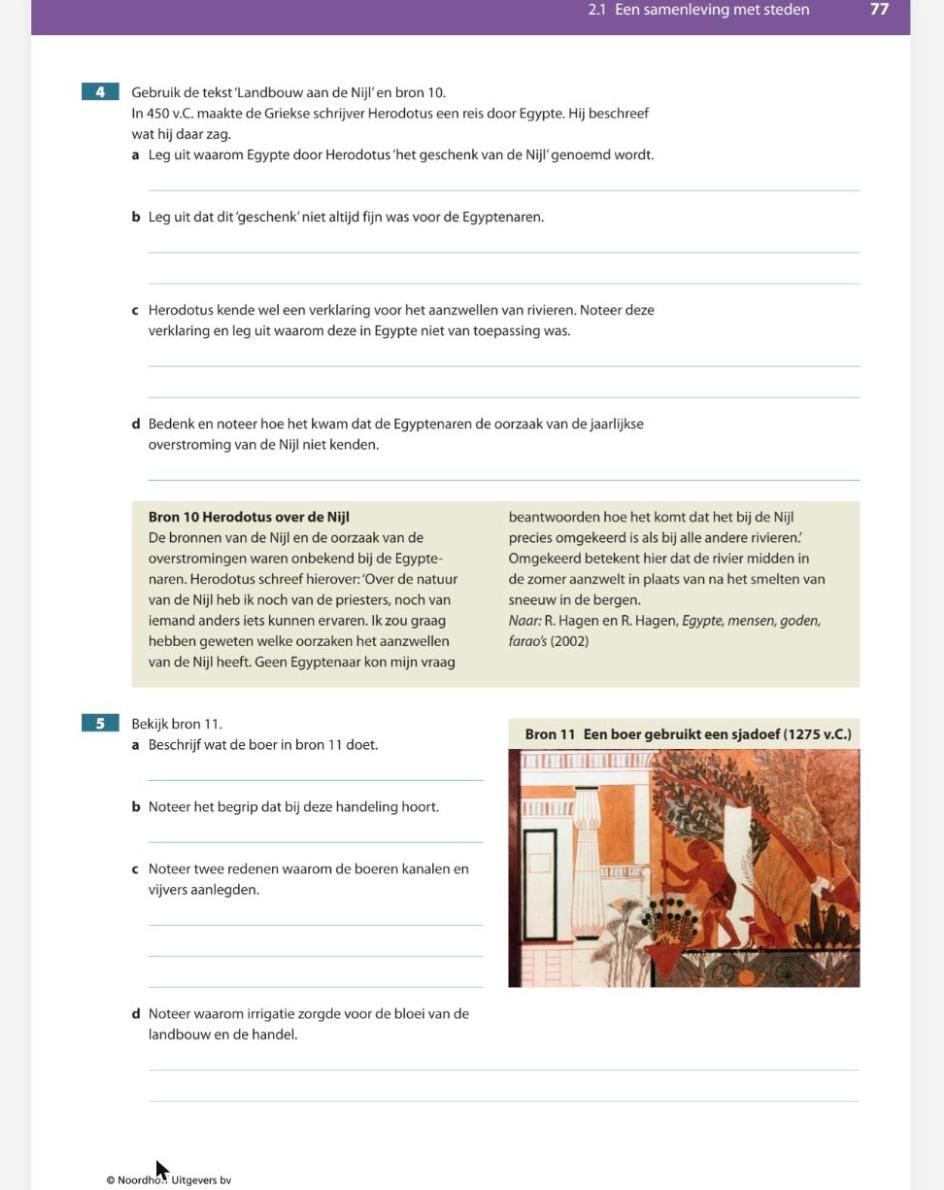 2.1 Een samenleving met steden 77
4 Gebruik de tekst 'Landbouw aan de Nijl' en bron 10.
In 450 v.C. maakte de Griekse schrijver Herodotus een reis door Egypte. Hij beschreef
wat hij daar zag.
a Leg uit waarom Egypte door Herodotus 'het geschenk van de Nijl' genoemd wordt.
b Leg uit dat dit 'geschenk' niet altijd fijn was voor de Egyptenaren.
c Herodotus kende wel een verklaring voor het aanzwellen van rivieren. Noteer deze
verklaring en leg uit waarom deze in Egypte niet van toepassing was.
d Bedenk en noteer hoe het kwam dat de Egyptenaren de oorzaak van de jaarlijkse
overstroming van de Nijl niet kenden.
Bron 10 Herodotus over de Nijl
De bronnen van de Nijl en de oorzaak van de
overstromingen waren onbekend bij de Egypte-
naren. Herodotus schreef hierover: 'Over de natuur
van de Nijl heb ik noch van de priesters, noch van
iemand anders iets kunnen ervaren. Ik zou graag
hebben geweten welke oorzaken het aanzwellen
van de Nijl heeft. Geen Egyptenaar kon mijn vraag
beantwoorden hoe het komt dat het bij de Nijl
precies omgekeerd is als bij alle andere rivieren.'
Omgekeerd betekent hier dat de rivier midden in
de zomer aanzwelt in plaats van na het smelten van
sneeuw in de bergen.
Naar: R. Hagen en R. Hagen, Egypte, mensen, goden,
farao's (2002)
5 Bekijk bron 11.
a Beschrijf wat de boer in bron 11 doet.
b Noteer het begrip dat bij deze handeling hoort.
c Noteer twee redenen waarom de boeren kanalen en
vijvers aanlegden.
d Noteer waarom irrigatie zorgde voor de bloei van de
landbouw en de handel.
Bron 11 Een boer gebruikt een sjadoef (1275 v.C.)
© Uitgevers bv